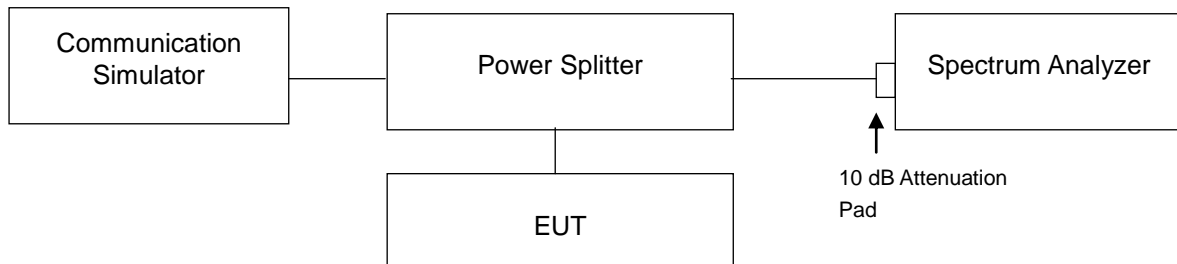 Communication
Simulator
Power Splitter
Spectrum Analyzer
10 dB Attenuation
Pad
EUT